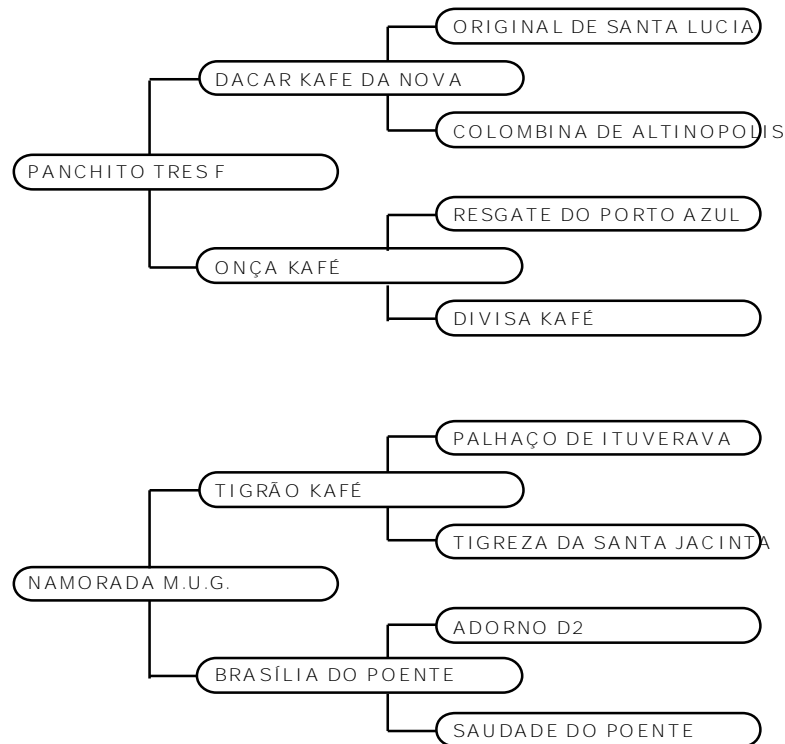 ORIGINAL DE SANTA LUCIA
DACAR KAFE DA NOVA
COLOMBINA DE ALTINOPOLIS
PANCHITO TRES F
RESGATE DO PORTO AZUL
ONÇA KAFÉ
DIVISA KAFÉ
PALHAÇO DE ITUVERAVA
TIGRÃO KAFÉ
TIGREZA DA SANTA JACINTA
NAMORADA M.U.G.
ADORNO D2
BRASÍLIA DO POENTE
SAUDADE DO POENTE